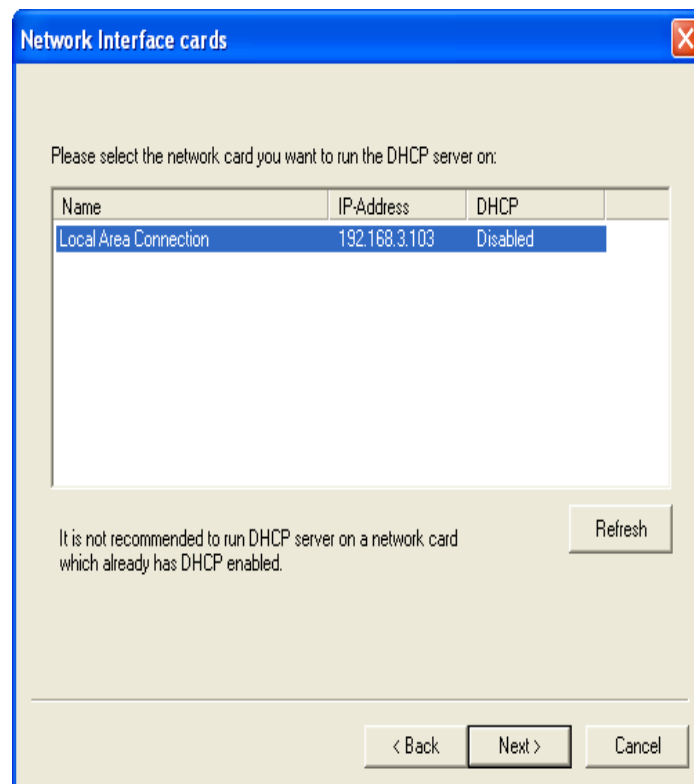 Network Interface cards
Please select the network card you want to run the DHCP server on:
Name IP-Address DHCP
Local Area Connection 192.168.3.103 Disabled
It is not recommended to run DHCP server on a network card
which already has DHCP enabled.
Refresh
< Back Next > Cancel